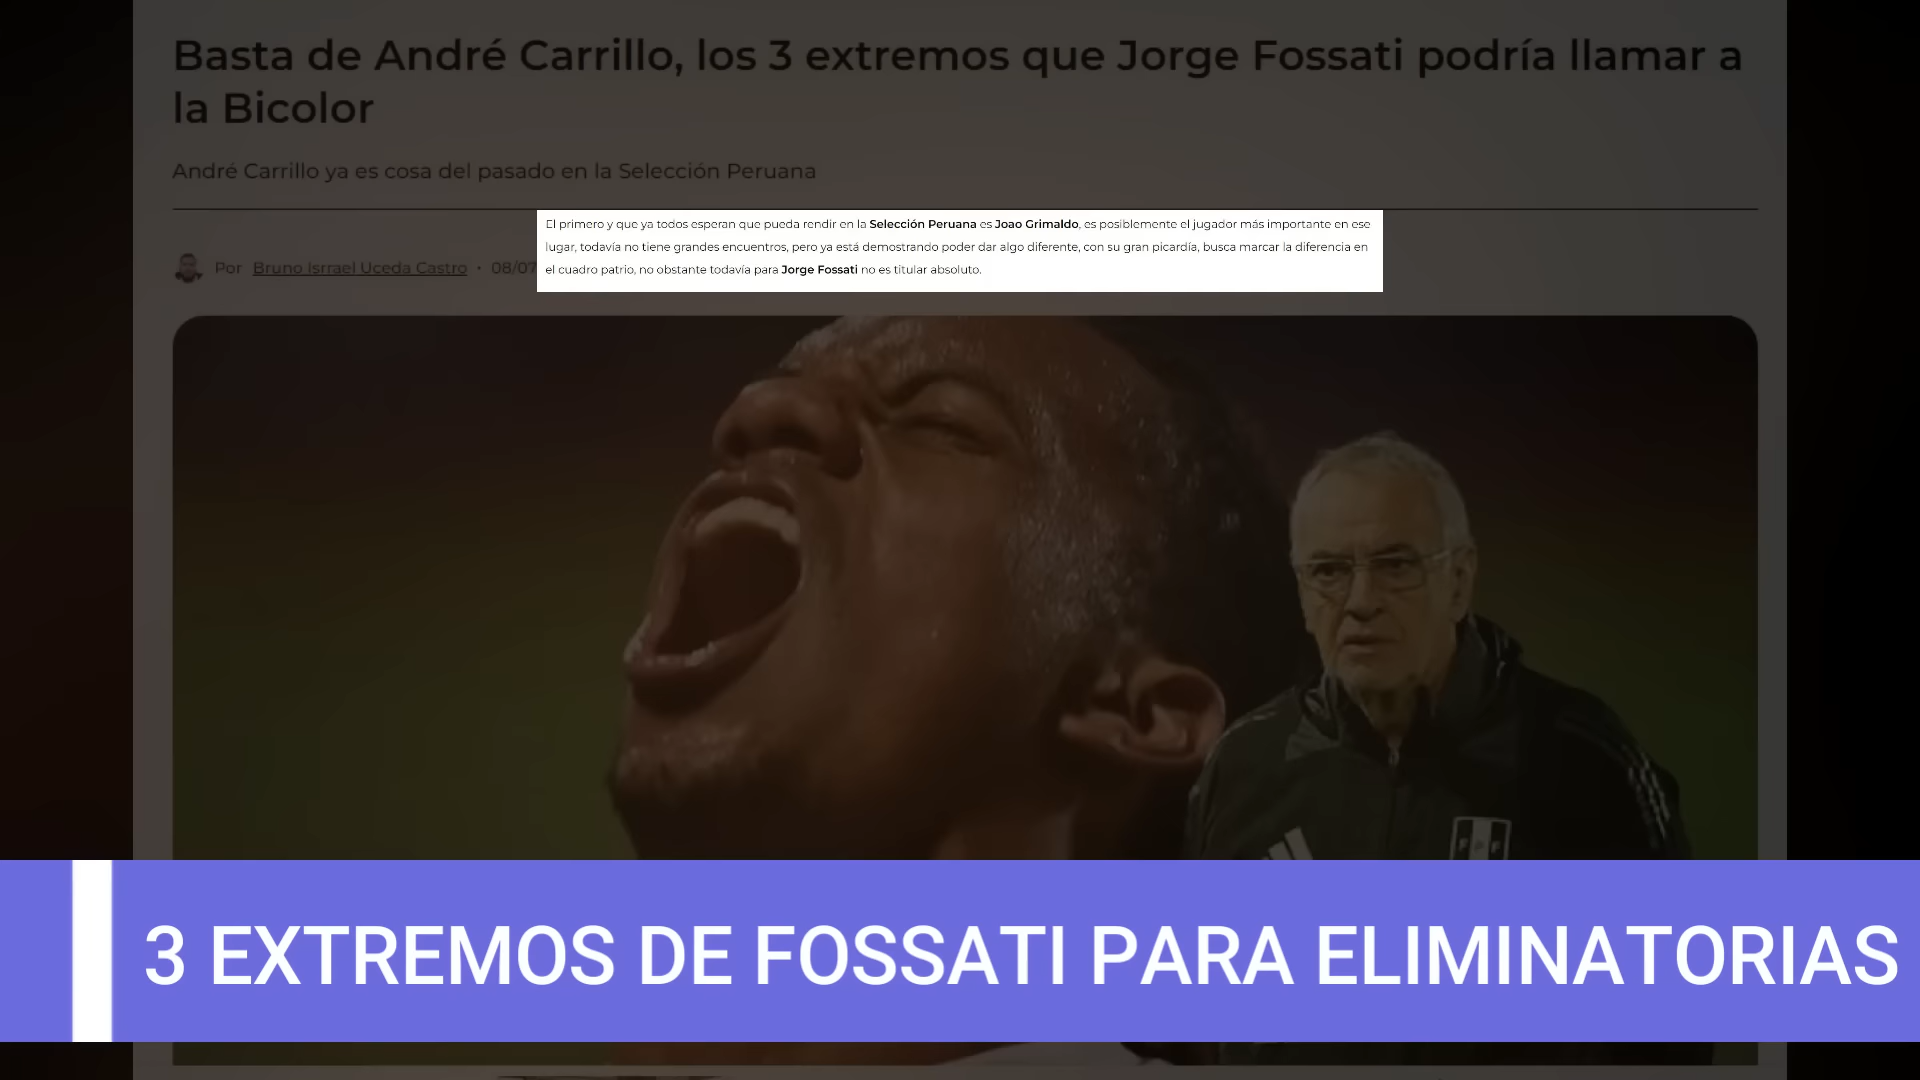 Basta de André Carrillo, los 3 extremos que Jorge Fossati podría llamar a
la Bicolor
André Carrillo ya es cosa del pasado en la Selección Peruana
El primero y que ya todos esperan que pueda rendir en la Selección Peruana es Joao Grimaldo, es posiblemente el jugador más importante en ese
lugar, todavía no tiene grandes encuentros, pero ya está demostrando poder dar algo diferente, con su gran picardía, busca marcar la diferencia en
el cuadro patrio, no obstante todavía para Jorge Fossati no es titular absoluto.
Por Bruno Isrrael Uceda Castro · 08/07
FPF
3 EXTREMOS DE FOSSATI PARA ELIMINATORIAS